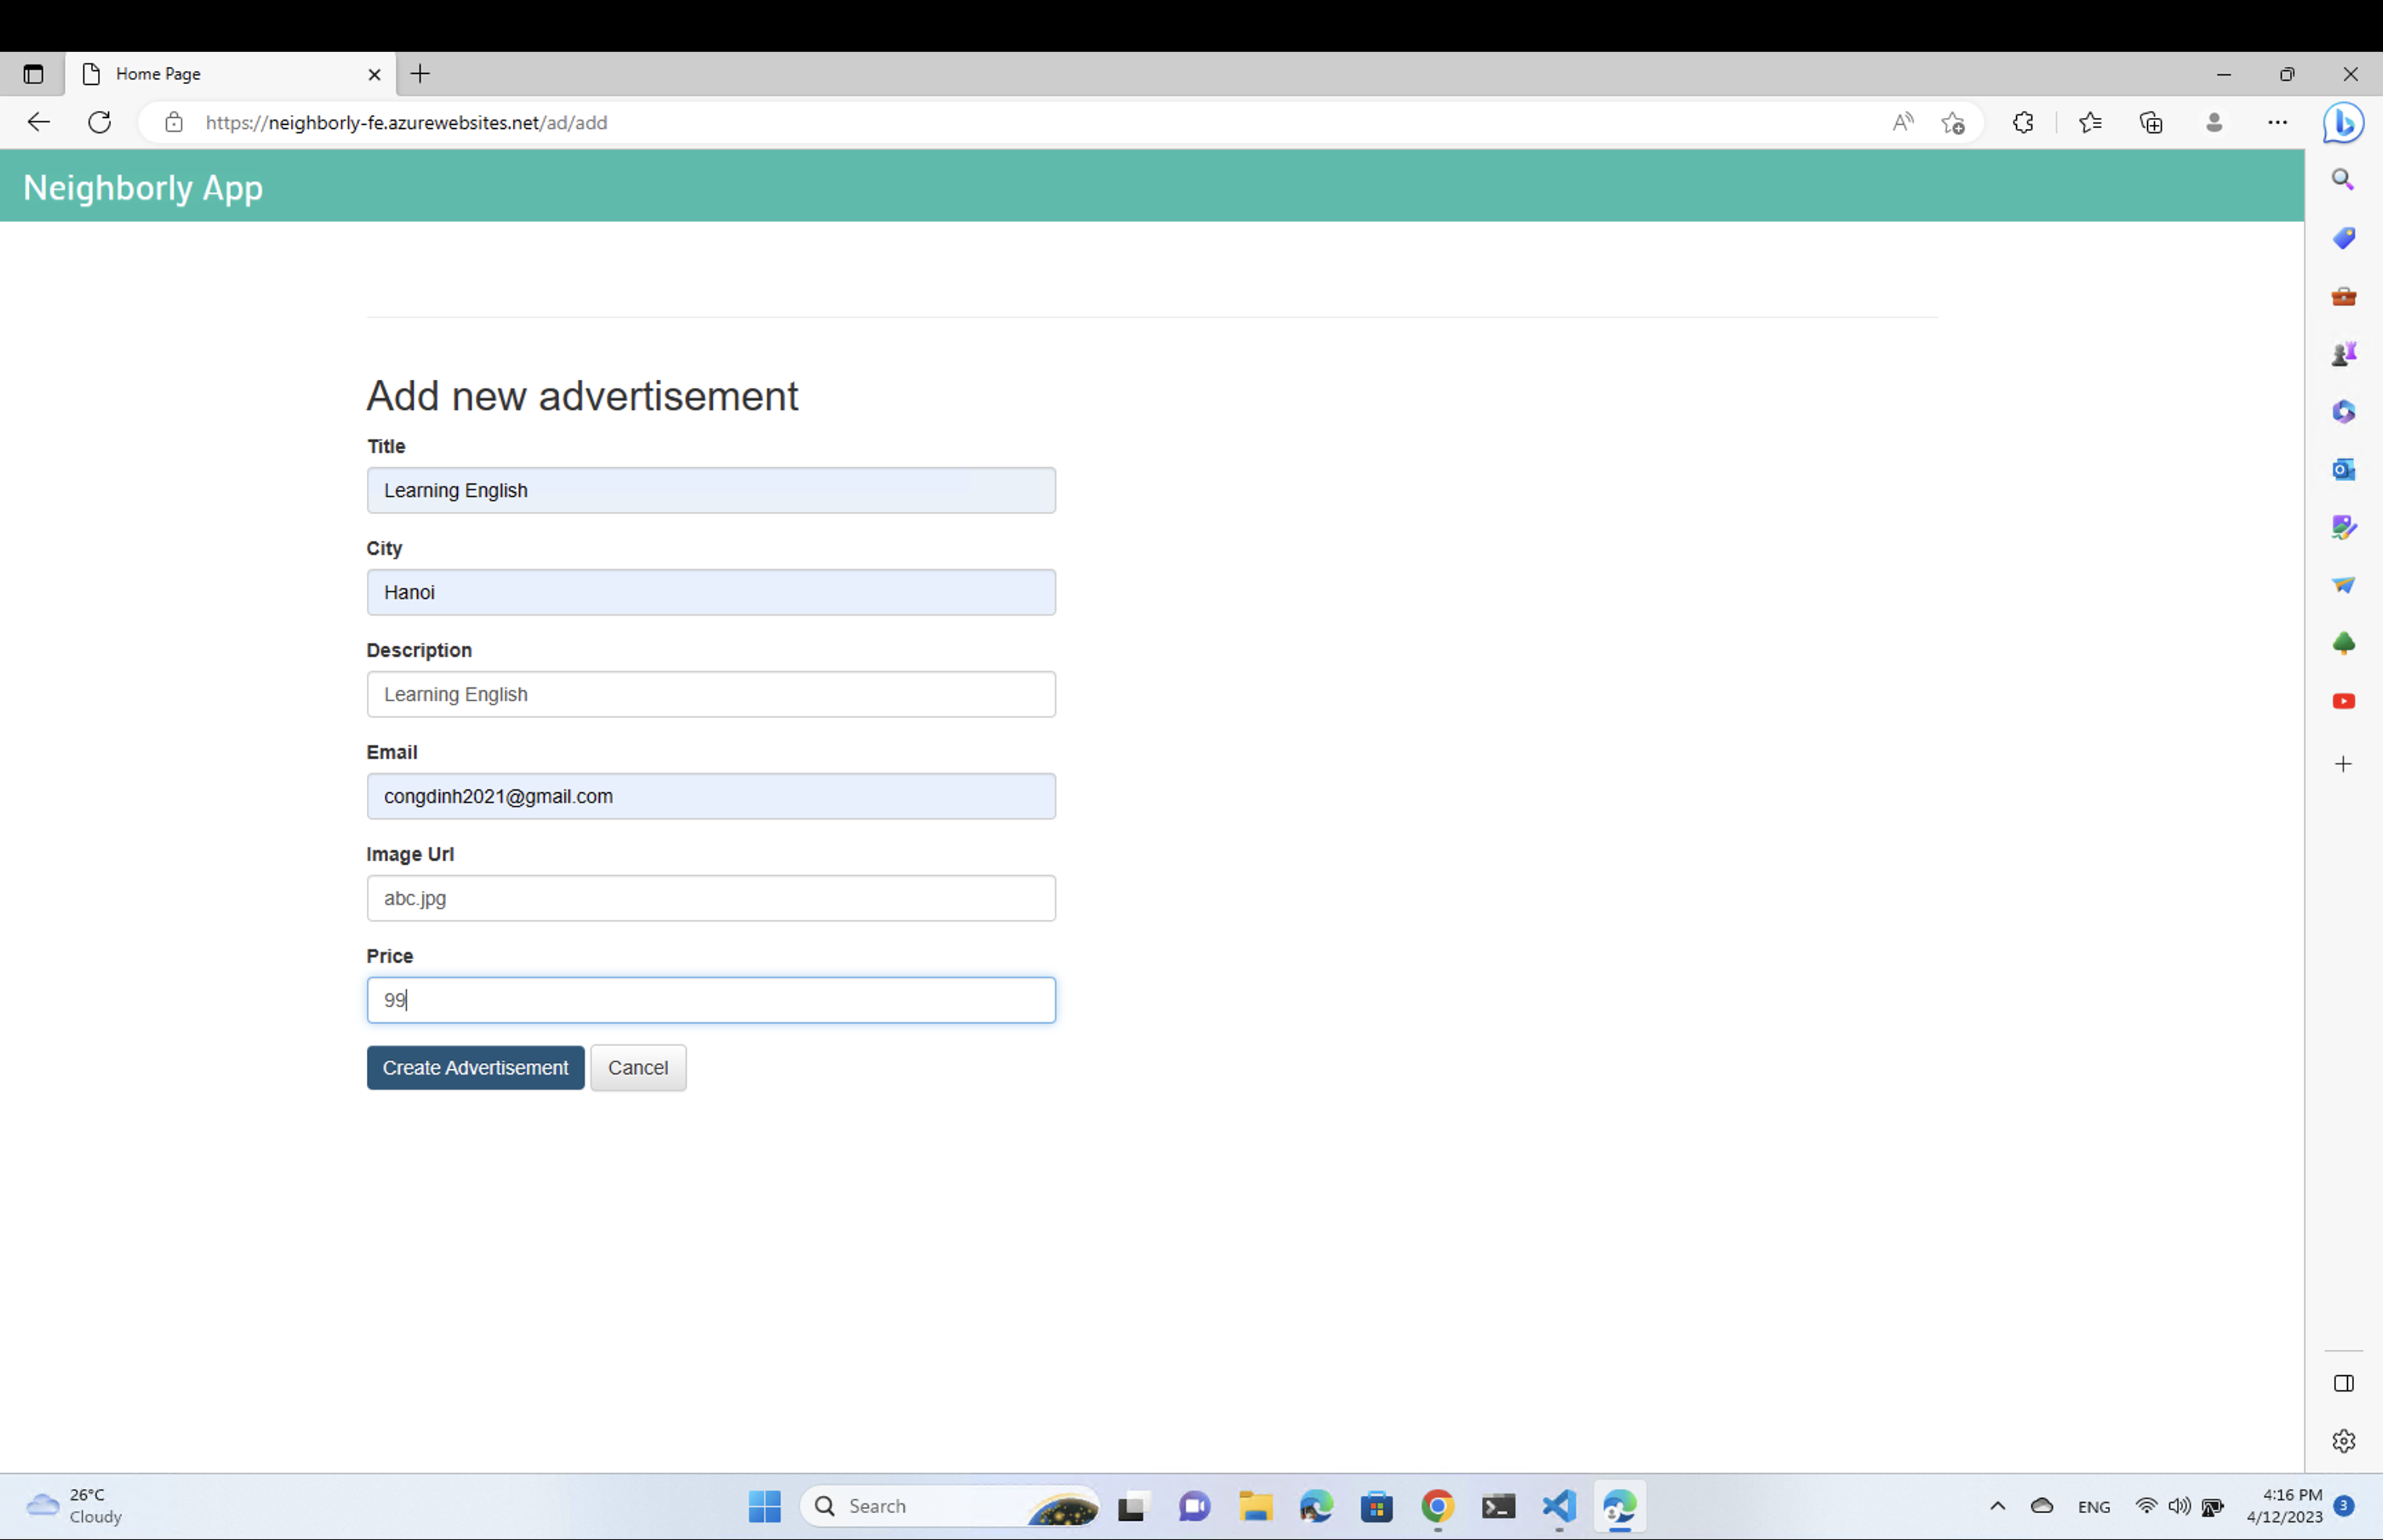 Home Page
https://neighborly-fe.azurewebsites.net/ad/add
Neighborly App
Add new advertisement
Title
Learning English
City
Hanoi
Description
Learning English
Email
congdinh2021@gmail.com
Image Url
abc.jpg
Price
99
Create Advertisement Cancel
26°C
Cloudy
Search
ENG
4:16 PM
4/12/2023
3